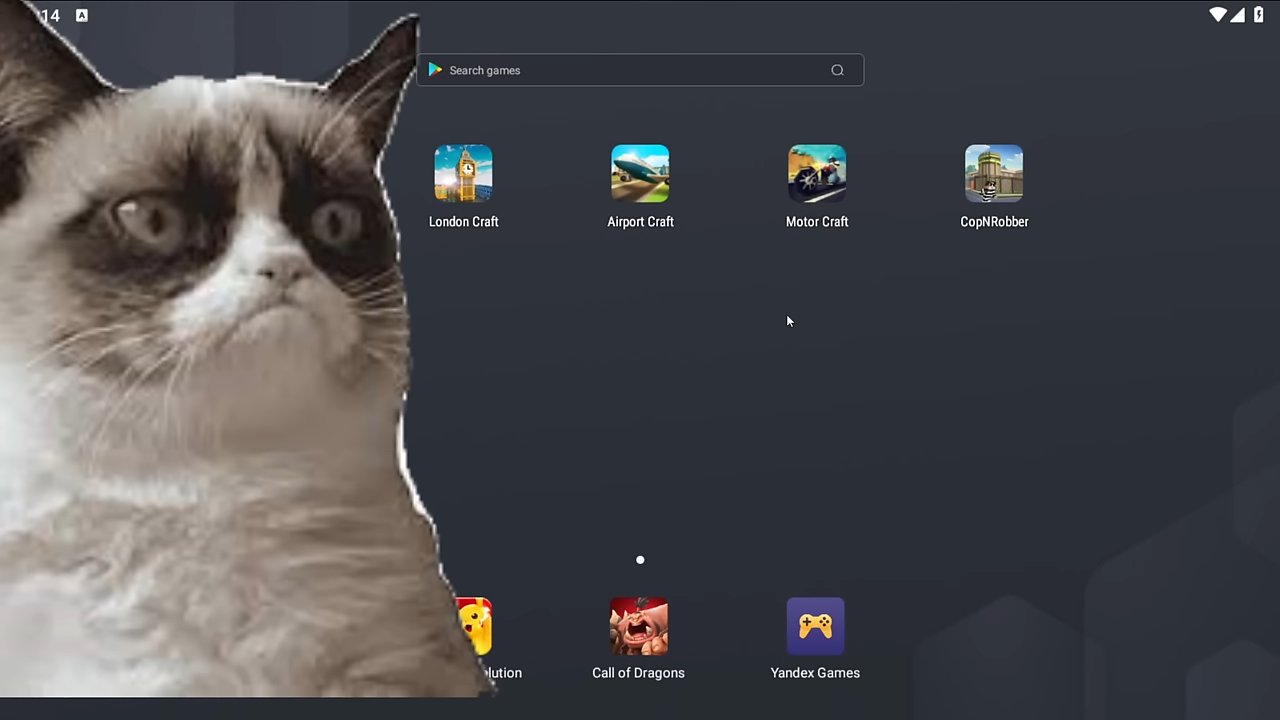 14
Search games
London Craft
Airport Craft
Motor Craft
CopNRobber
lution
Call of Dragons
Yandex Games